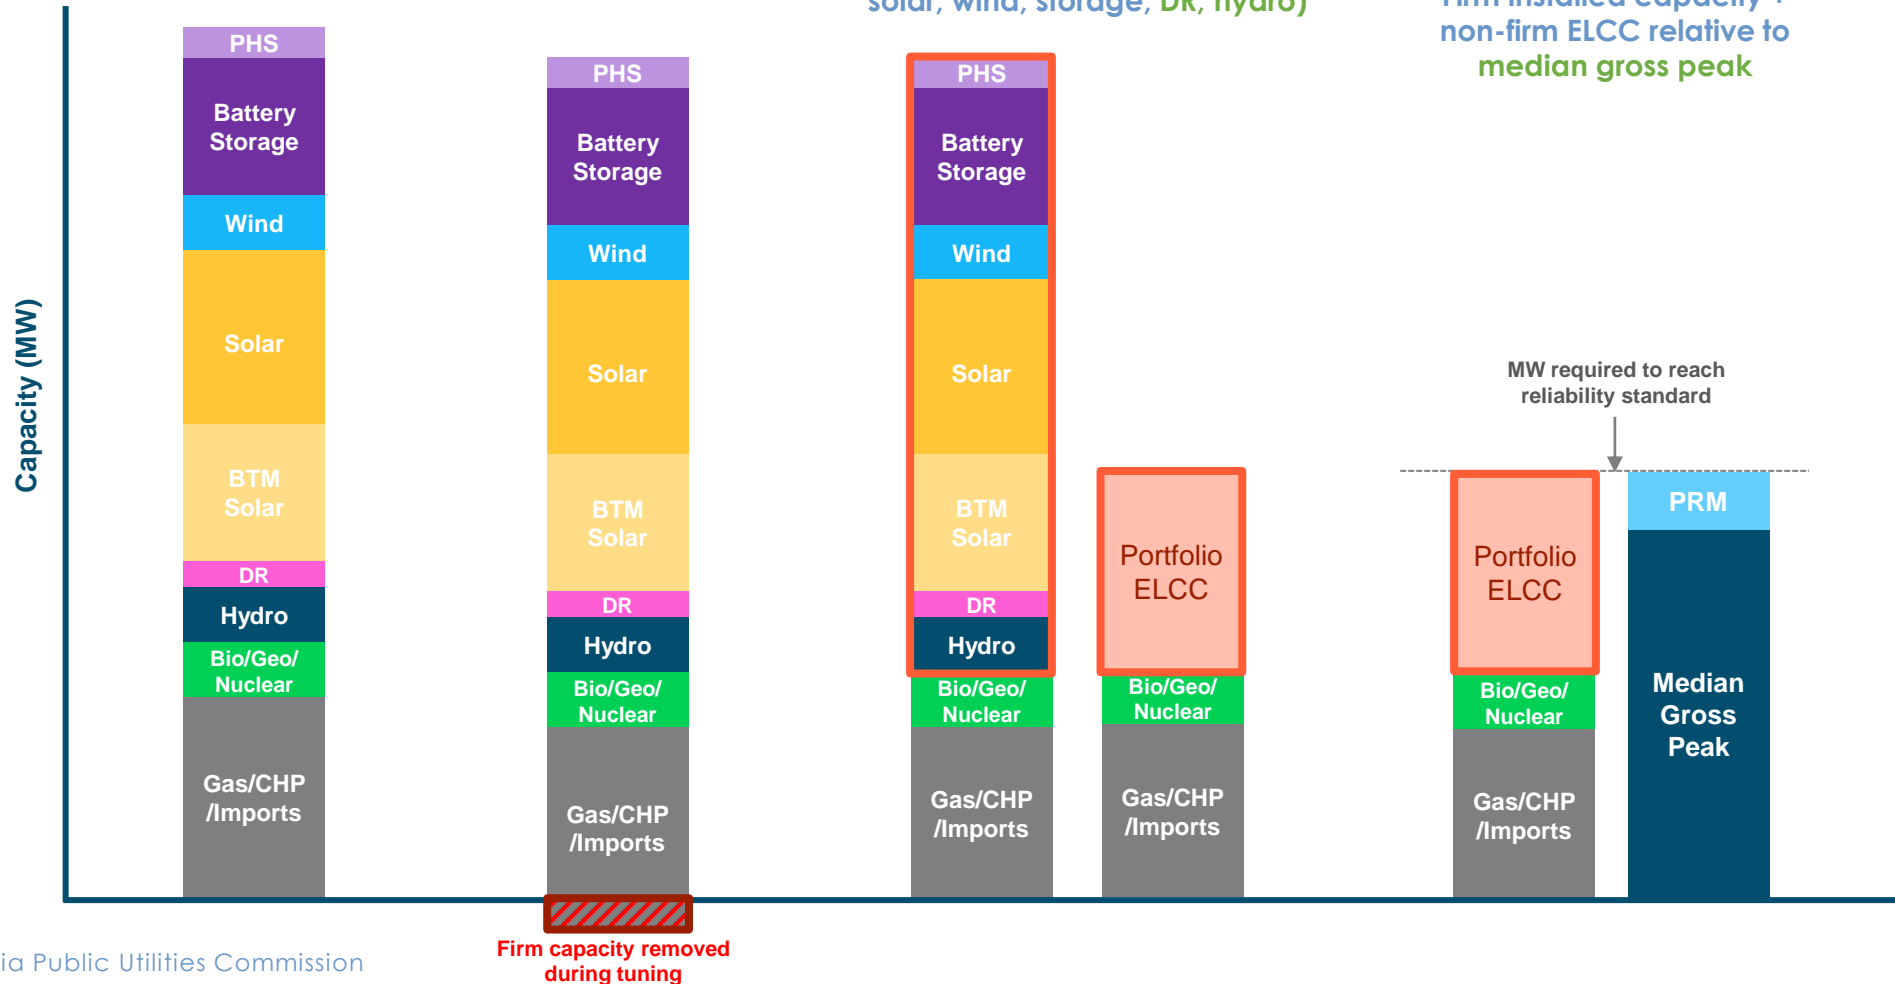 solar, wind, storage, DR, hydro)
Firm installed capacity +
non-firm ELCC relative to
median gross peak
Capacity (MW)
PHS
Battery
Storage
Wind
Solar
BTM
Solar
DR
Hydro
Bio/Geo/
Nuclear
Gas/CHP
/Imports
PHS
Battery
Storage
Wind
Solar
BTM
Solar
DR
Hydro
Bio/Geo/
Nuclear
Gas/CHP
/Imports
Firm capacity removed
during tuning
PHS
Battery
Storage
Wind
Solar
BTM
Solar
DR
Hydro
Bio/Geo/
Nuclear
Gas/CHP
/Imports
Portfolio
ELCC
Bio/Geo/
Nuclear
Gas/CHP
/Imports
MW required to reach
reliability standard
Portfolio
ELCC
Bio/Geo/
Nuclear
Gas/CHP
/Imports
PRM
Median
Gross
Peak
ia Public Utilities Commission